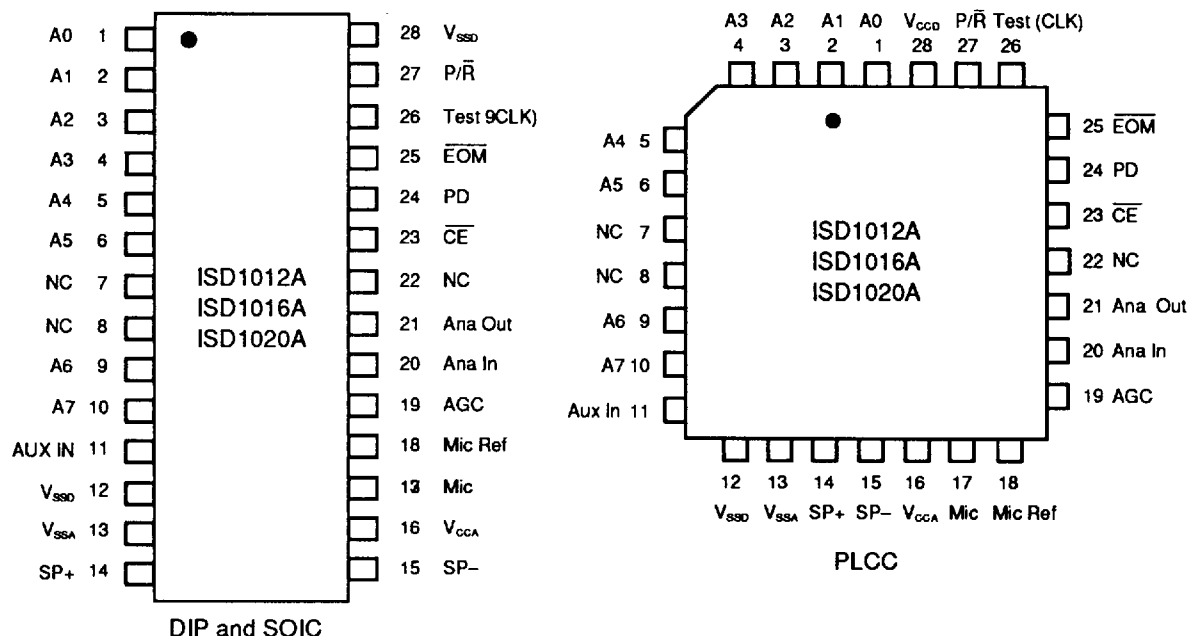 A0 1
A1 2
A2 3
A3 4
A4 5
A5 6
NC 7
NC 8
A6 9
A7 10
AUX IN 11
VSSD 12
VSSA 13
SP+ 14
28 VSSD
27 P/R̅
26 Test 9CLK)
25 E̅O̅M̅
24 PD
23 C̅E̅
22 NC
21 Ana Out
20 Ana In
19 AGC
18 Mic Ref
13 Mic
16 VCCA
15 SP–
ISD1012A
ISD1016A
ISD1020A
DIP and SOIC
A3 A2 A1 A0 VCCD P/R̅ Test (CLK)
4 3 2 1 28 27 26
A4 5
A5 6
NC 7
NC 8
A6 9
A7 10
Aux In 11
25 E̅O̅M̅
24 PD
23 C̅E̅
22 NC
21 Ana Out
20 Ana In
19 AGC
ISD1012A
ISD1016A
ISD1020A
12 13 14 15 16 17 18
VSSD VSSA SP+ SP– VCCA Mic Mic Ref
PLCC